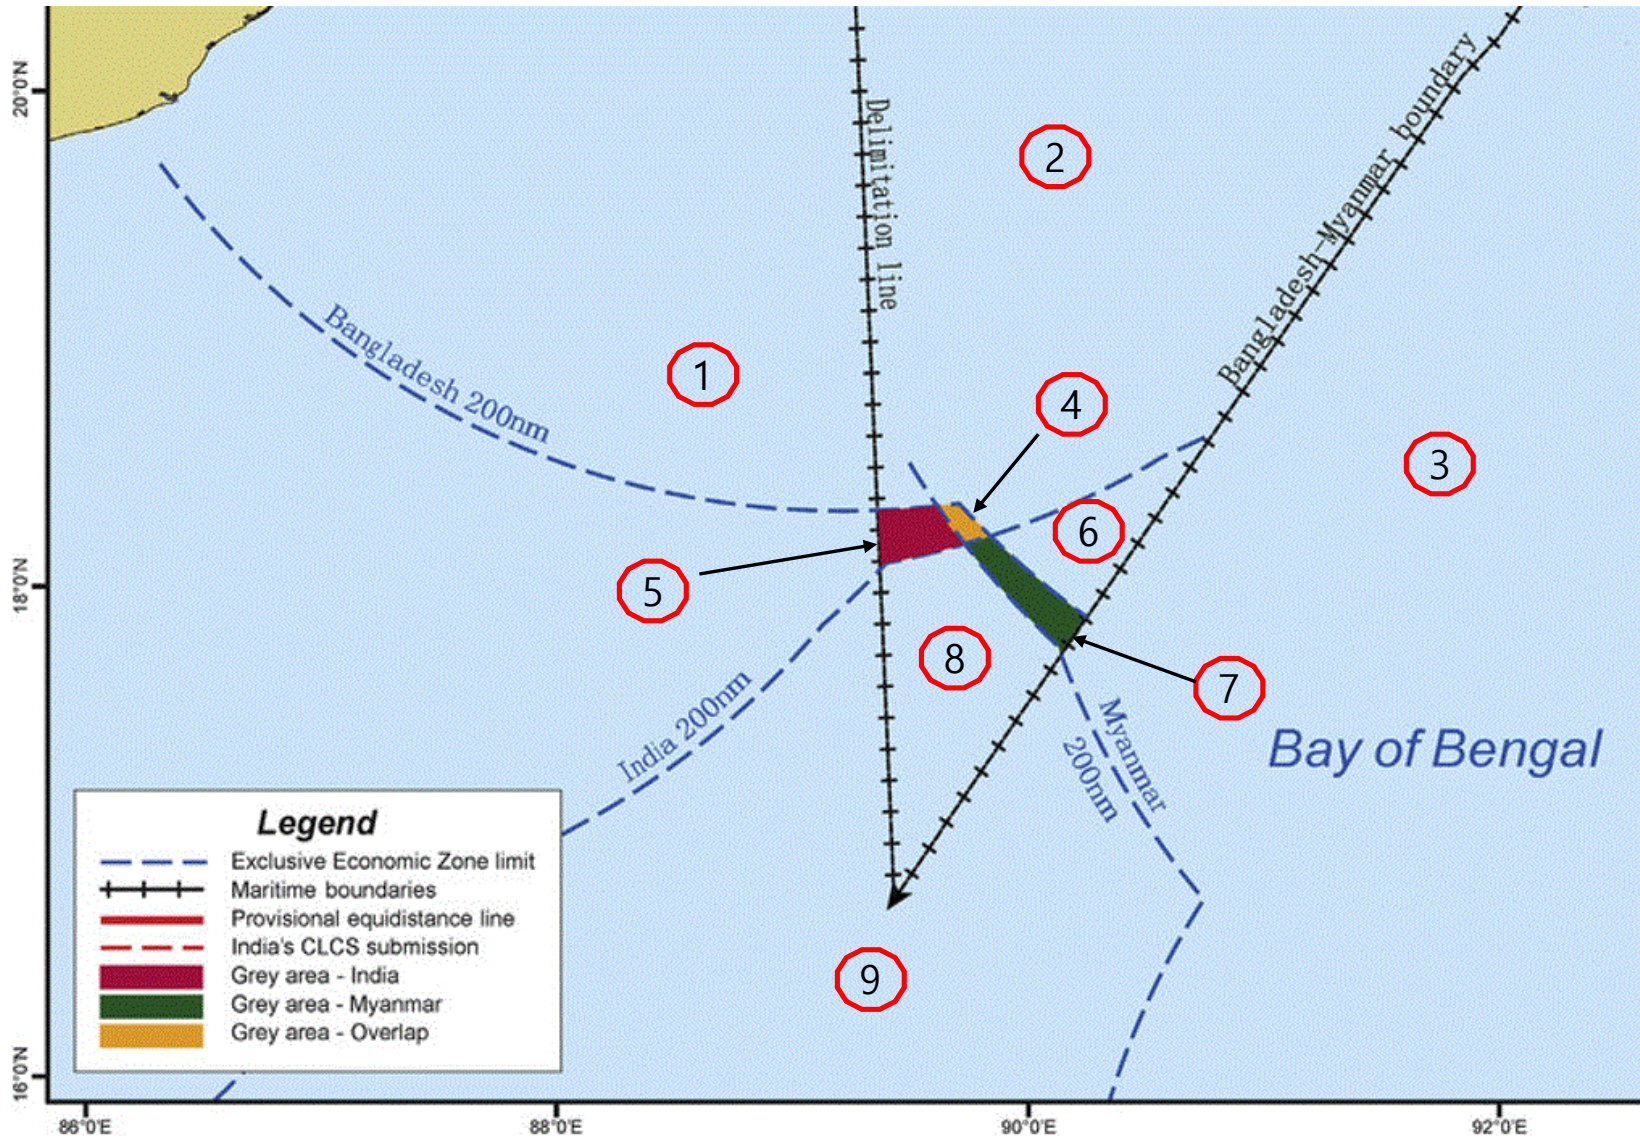 20°0'N
Delimitation line
Bangladesh-Myanmar boundary
2
Bangladesh 200nm
1
4
3
6
5
18°0'N
8
7
India 200nm
Myanmar
200nm
Bay of Bengal
Legend
Exclusive Economic Zone limit
Maritime boundaries
Provisional equidistance line
India's CLCS submission
Grey area - India
Grey area - Myanmar
Grey area - Overlap
9
16°0'N
86°0'E
88°0'E
90°0'E
92°0'E